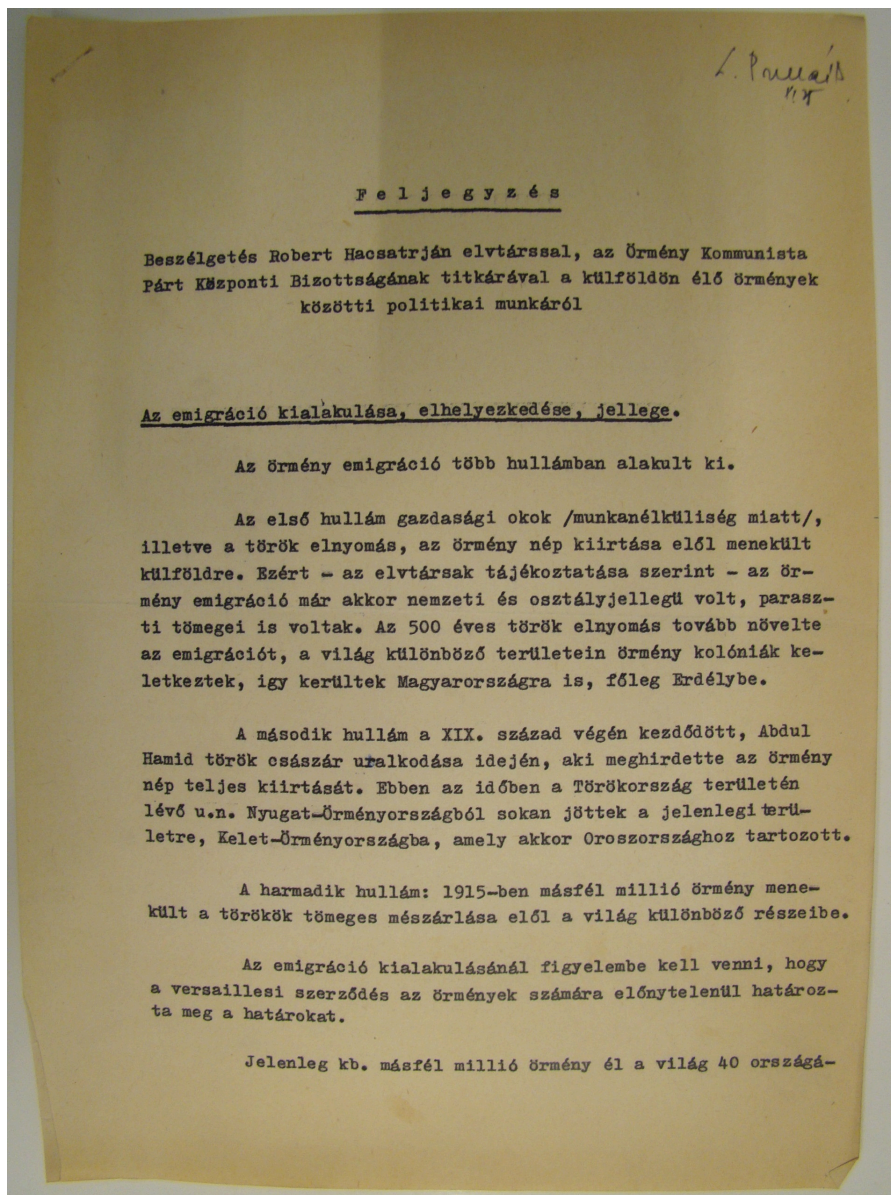 F e l j e g y z é s
Beszélgetés Robert Hacsatrján elvtárssal, az Örmény Kommunista
Párt Központi Bizottságának titkárával a külföldön élő örmények
közötti politikai munkáról
Az emigráció kialakulása, elhelyezkedése, jellege.
Az örmény emigráció több hullámban alakult ki.
Az első hullám gazdasági okok /munkanélküliség miatt/,
illetve a török elnyomás, az örmény nép kiirtása elől menekült
külföldre. Ezért - az elvtársak tájékoztatása szerint - az ör-
mény emigráció már akkor nemzeti és osztályjellegü volt, parasz-
ti tömegei is voltak. Az 500 éves török elnyomás tovább növelte
az emigrációt, a világ különböző területein örmény kolóniák ke-
letkeztek, igy kerültek Magyarországra is, főleg Erdélybe.
A második hullám a XIX. század végén kezdődött, Abdul
Hamid török császár uralkodása idején, aki meghirdette az örmény
nép teljes kiirtását. Ebben az időben a Törökország területén
lévő u.n. Nyugat-Örményországból sokan jöttek a jelenlegi terü-
letre, Kelet-Örményországba, amely akkor Oroszországhoz tartozott.
A harmadik hullám: 1915-ben másfél millió örmény mene-
kült a törökök tömeges mészárlása elől a világ különböző részeibe.
Az emigráció kialakulásánál figyelembe kell venni, hogy
a versaillesi szerződés az örmények számára előnytelenül határoz-
ta meg a határokat.
Jelenleg kb. másfél millió örmény él a világ 40 országá-